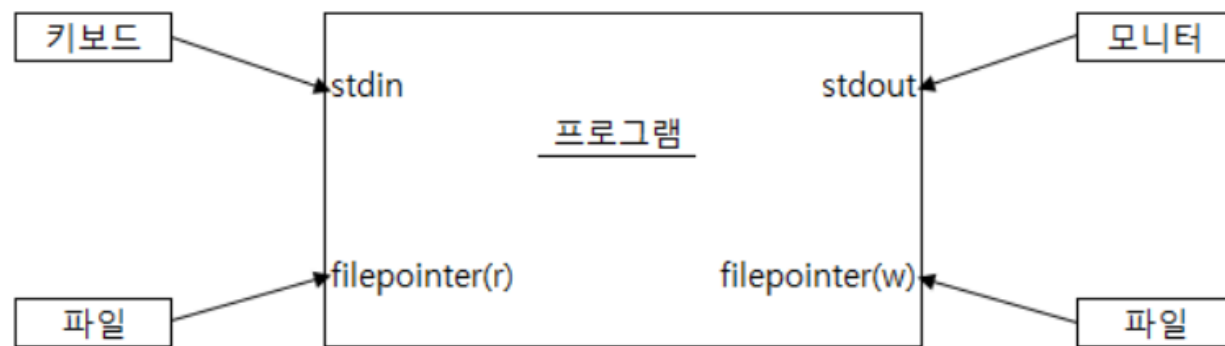 키보드
모니터
stdin
stdout
프로그램
filepointer(r)
filepointer(w)
파일
파일